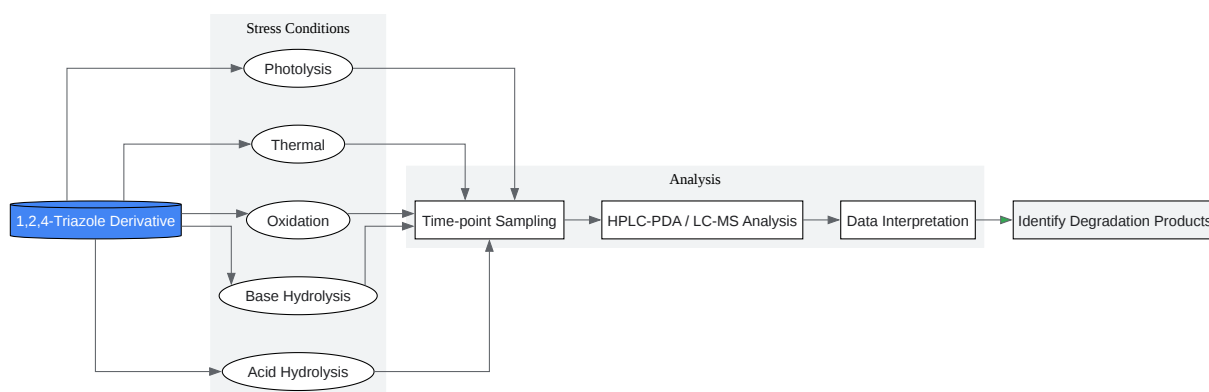 Stress Conditions
Photolysis
Thermal
Analysis
1,2,4-Triazole Derivative
Oxidation
Time-point Sampling
HPLC-PDA / LC-MS Analysis
Data Interpretation
Identify Degradation Products
Base Hydrolysis
Acid Hydrolysis